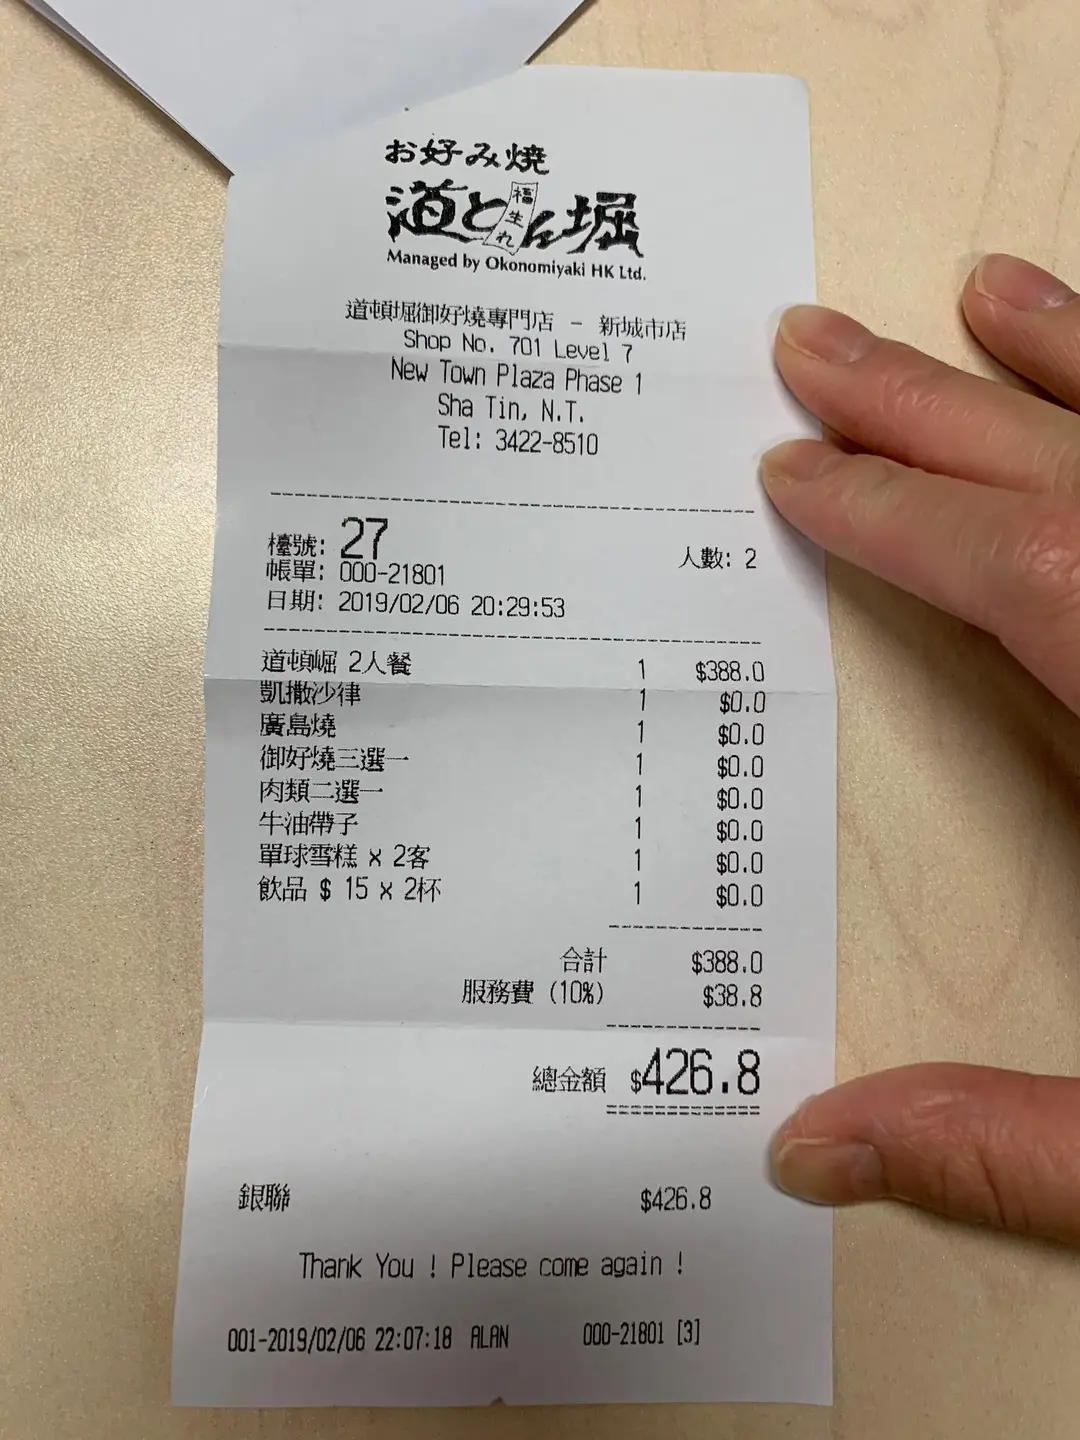 お好み焼
道とん堀
福生れ
Managed by Okonomiyaki HK Ltd.
道頓堀御好燒專門店 - 新城市店
Shop No. 701 Level 7
New Town Plaza Phase 1
Sha Tin, N.T.
Tel: 3422-8510
檯號: 27 人數: 2
帳單: 000-21801
日期: 2019/02/06 20:29:53
道頓崛 2人餐 1 $388.0
凱撒沙律 1 $0.0
廣島燒 1 $0.0
御好燒三選一 1 $0.0
肉類二選一 1 $0.0
牛油帶子 1 $0.0
單球雪糕 x 2客 1 $0.0
飲品 $ 15 x 2杯 1 $0.0
合計 $388.0
服務費 (10%) $38.8
總金額 $426.8
銀聯 $426.8
Thank You ! Please come again !
001-2019/02/06 22:07:18 ALAN 000-21801 [3]